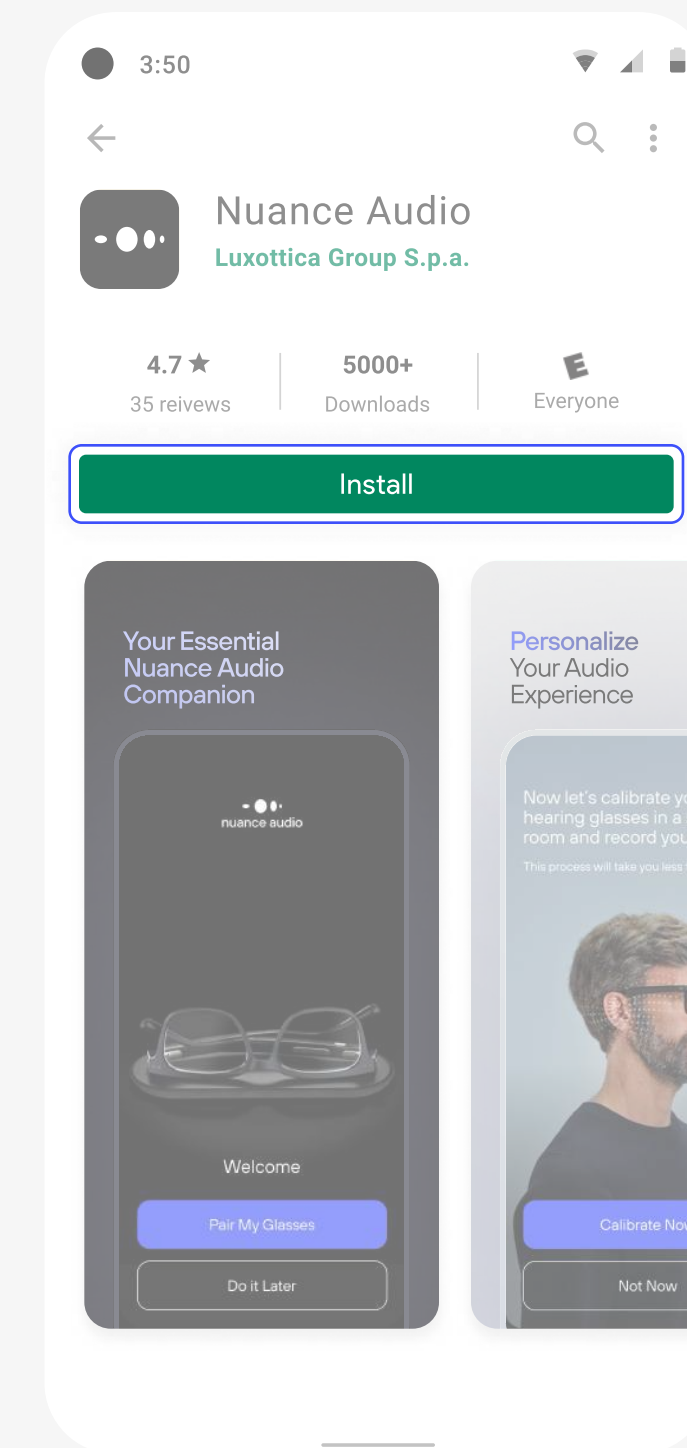 3:50
Nuance Audio
Luxottica Group S.p.a.
4.7
5000+
E
35 reivews
Downloads
Everyone
Install
Your Essential
Nuance Audio
Companion
nuance audio
Welcome
Pair My Glasses
Do it Later
Personalize
Your Audio
Experience
Now let's calibrate
hearing glasses in a
room and record you
This process will take you less
Calibrate Now
Not Now